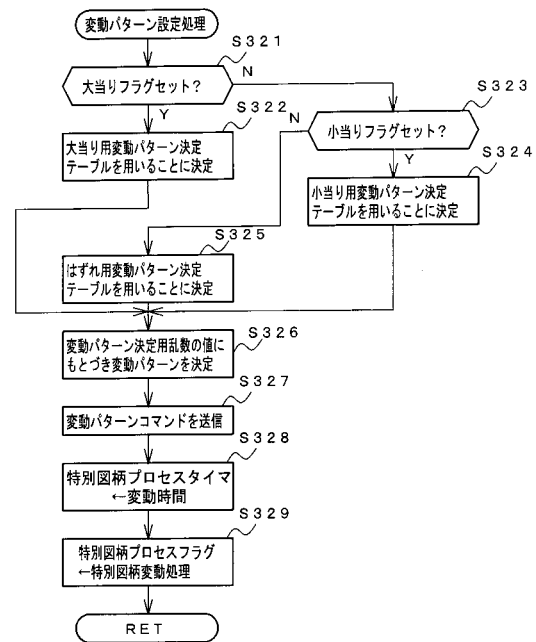 変動パターン設定処理
S321
大当りフラグセット?
N
Y
S322
大当り用変動パターン決定
テーブルを用いることに決定
S323
小当りフラグセット?
N
Y
S324
小当り用変動パターン決定
テーブルを用いることに決定
S325
はずれ用変動パターン決定
テーブルを用いることに決定
S326
変動パターン決定用乱数の値に
もとづき変動パターンを決定
S327
変動パターンコマンドを送信
S328
特別図柄プロセスタイマ
←変動時間
S329
特別図柄プロセスフラグ
←特別図柄変動処理
RET